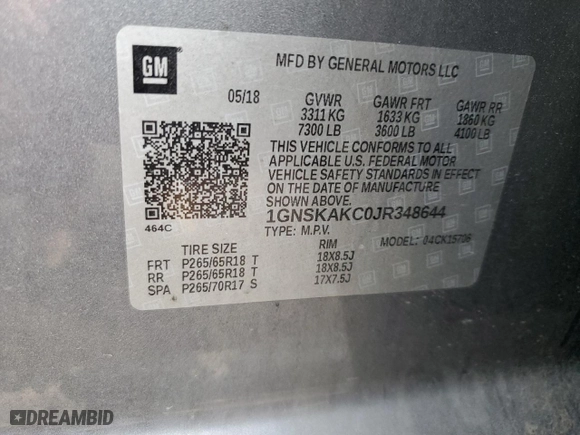 GM
MFD BY GENERAL MOTORS LLC
05/18 GVWR GAWR FRT GAWR RR
3311 KG 1633 KG 1860 KG
7300 LB 3600 LB 4100 LB
THIS VEHICLE CONFORMS TO ALL
APPLICABLE U.S. FEDERAL MOTOR
VEHICLE SAFETY STANDARDS IN EFFECT
ON THE DATE OF MANUFACTURE
SHOWN ABOVE.
464C
1GNSKAKC0JR348644
TYPE: M.P.V. MODEL: 04CK15706
TIRE SIZE RIM
FRT P265/65R18 T 18X8.5J
RR P265/65R18 T 18X8.5J
SPA P265/70R17 S 17X7.5J
DREAMBID